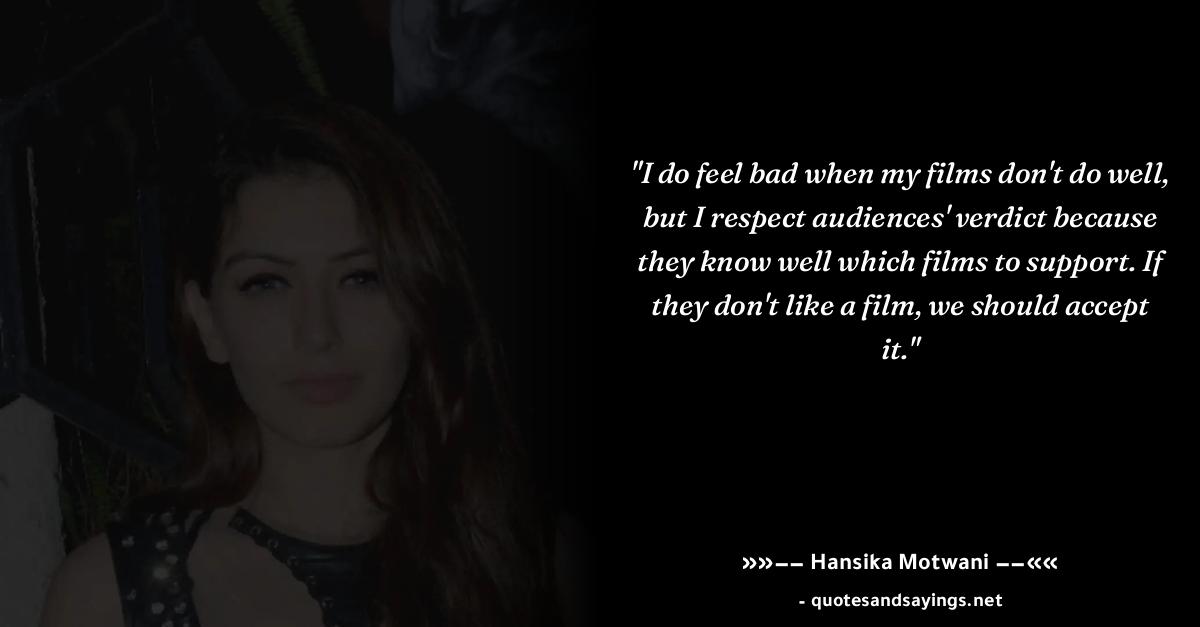 "I do feel bad when my films don't do well,
but I respect audiences' verdict because
they know well which films to support. If
they don't like a film, we should accept
it."
»»–– Hansika Motwani ––««
- quotesandsayings.net